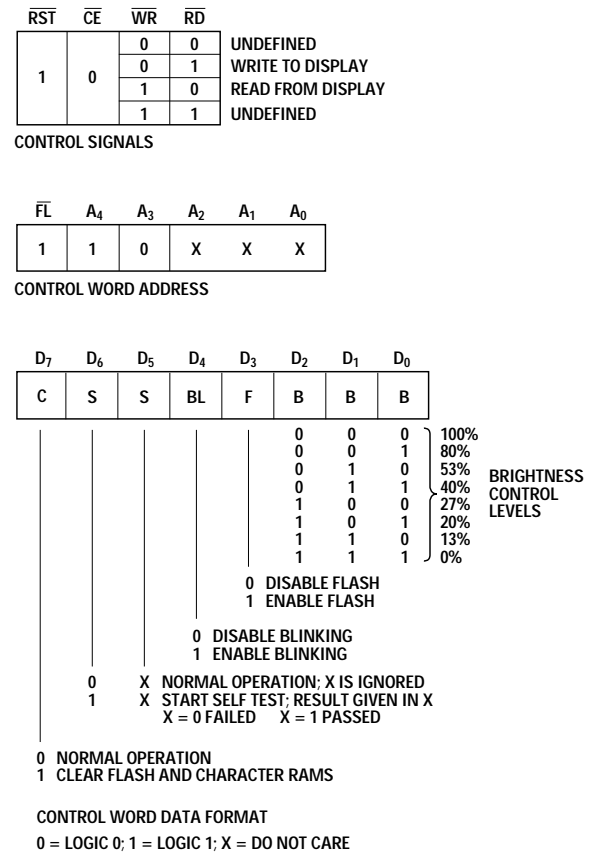 RST CE WR RD
1 0 0 0 UNDEFINED
0 1 WRITE TO DISPLAY
1 0 READ FROM DISPLAY
1 1 UNDEFINED
CONTROL SIGNALS
FL A4 A3 A2 A1 A0
1 1 0 X X X
CONTROL WORD ADDRESS
D7 D6 D5 D4 D3 D2 D1 D0
C S S BL F B B B
0 0 0 100%
0 0 1 80%
0 1 0 53%
0 1 1 40%
1 0 0 27%
1 0 1 20%
1 1 0 13%
1 1 1 0%
BRIGHTNESS
CONTROL
LEVELS
0 DISABLE FLASH
1 ENABLE FLASH
0 DISABLE BLINKING
1 ENABLE BLINKING
0 X NORMAL OPERATION; X IS IGNORED
1 X START SELF TEST; RESULT GIVEN IN X
X = 0 FAILED X = 1 PASSED
0 NORMAL OPERATION
1 CLEAR FLASH AND CHARACTER RAMS
CONTROL WORD DATA FORMAT
0 = LOGIC 0; 1 = LOGIC 1; X = DO NOT CARE